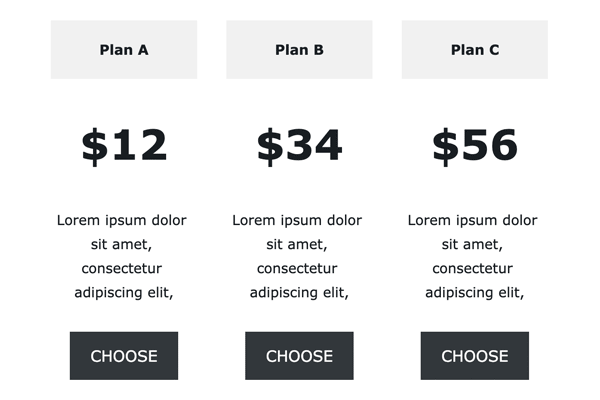 Plan A
$12
Lorem ipsum dolor
sit amet,
consectetur
adipiscing elit,
CHOOSE
Plan B
$34
Lorem ipsum dolor
sit amet,
consectetur
adipiscing elit,
CHOOSE
Plan C
$56
Lorem ipsum dolor
sit amet,
consectetur
adipiscing elit,
CHOOSE